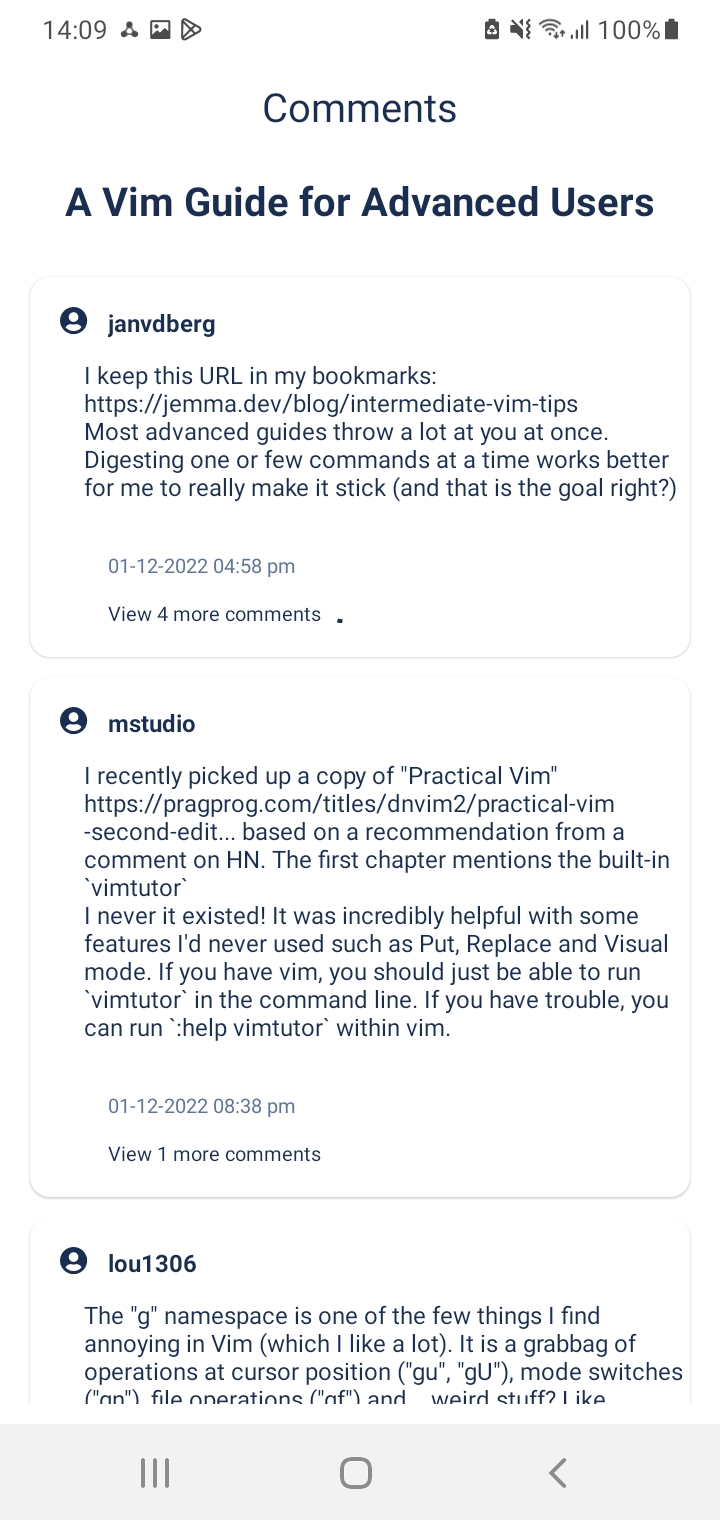 14:09
100%
Comments
A Vim Guide for Advanced Users
janvdberg
I keep this URL in my bookmarks:
https://jemma.dev/blog/intermediate-vim-tips
Most advanced guides throw a lot at you at once.
Digesting one or few commands at a time works better
for me to really make it stick (and that is the goal right?)
01-12-2022 04:58 pm
View 4 more comments
mstudio
I recently picked up a copy of "Practical Vim"
https://pragprog.com/titles/dnvim2/practical-vim
-second-edit... based on a recommendation from a
comment on HN. The first chapter mentions the built-in
`vimtutor`
I never it existed! It was incredibly helpful with some
features I'd never used such as Put, Replace and Visual
mode. If you have vim, you should just be able to run
`vimtutor` in the command line. If you have trouble, you
can run `:help vimtutor` within vim.
01-12-2022 08:38 pm
View 1 more comments
lou1306
The "g" namespace is one of the few things I find
annoying in Vim (which I like a lot). It is a grabbag of
operations at cursor position ("gu", "gU"), mode switches
("gn"), file operations ("gf") and... weird stuff? Like